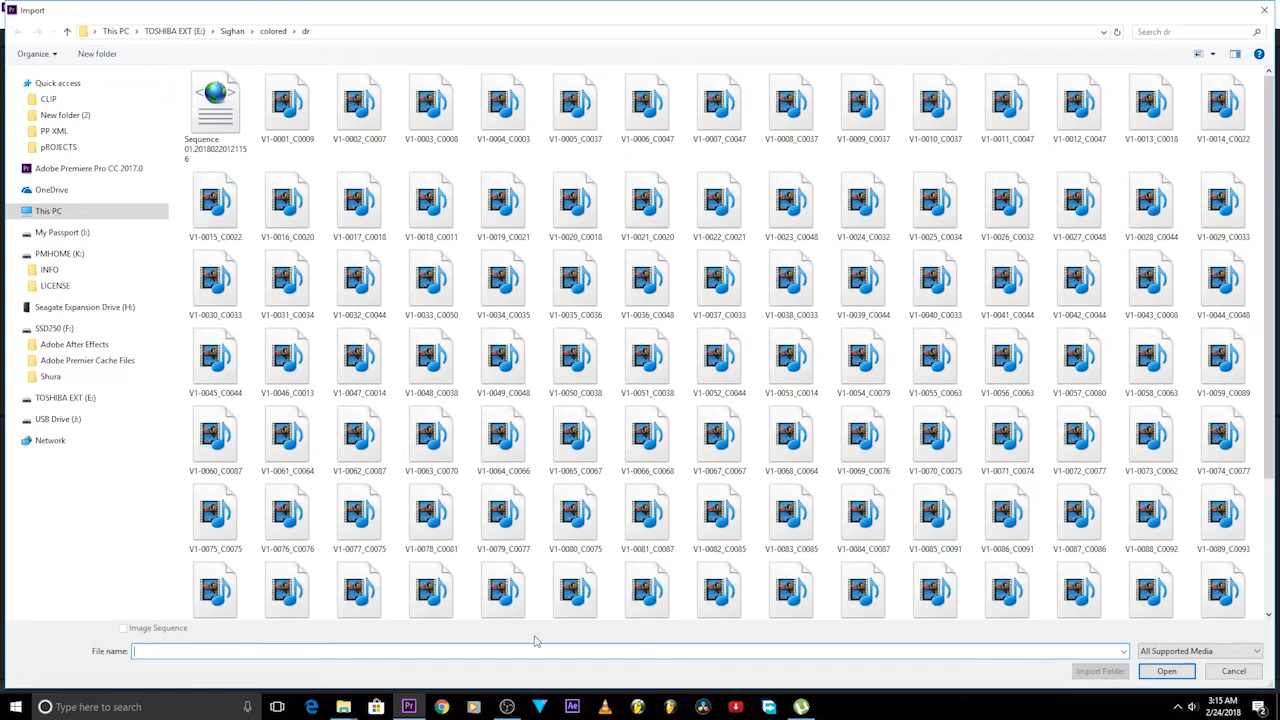 Import
This PC > TOSHIBA EXT (E:) > Sighan > colored > dr
Search dr
Organize
New folder
Quick access
CLIP
New folder (2)
PP XML
pROJECTS
Adobe Premiere Pro CC 2017.0
OneDrive
This PC
My Passport (I:)
PMHOME (K:)
INFO
LICENSE
Seagate Expansion Drive (H:)
SSD250 (F:)
Adobe After Effects
Adobe Premier Cache Files
Shura
TOSHIBA EXT (E:)
USB Drive (J:)
Network
Sequence
01.2018022012115
6
V1-0001_C0009 V1-0002_C0007 V1-0003_C0008 V1-0004_C0003 V1-0005_C0037 V1-0006_C0047 V1-0007_C0047 V1-0008_C0037 V1-0009_C0037 V1-0010_C0037 V1-0011_C0047 V1-0012_C0047 V1-0013_C0018 V1-0014_C0022
V1-0015_C0022 V1-0016_C0020 V1-0017_C0018 V1-0018_C0011 V1-0019_C0021 V1-0020_C0018 V1-0021_C0020 V1-0022_C0021 V1-0023_C0048 V1-0024_C0032 V1-0025_C0034 V1-0026_C0032 V1-0027_C0048 V1-0028_C0044 V1-0029_C0033
V1-0030_C0033 V1-0031_C0034 V1-0032_C0044 V1-0033_C0050 V1-0034_C0035 V1-0035_C0036 V1-0036_C0048 V1-0037_C0033 V1-0038_C0033 V1-0039_C0044 V1-0040_C0033 V1-0041_C0044 V1-0042_C0044 V1-0043_C0008 V1-0044_C0048
V1-0045_C0044 V1-0046_C0013 V1-0047_C0014 V1-0048_C0038 V1-0049_C0048 V1-0050_C0038 V1-0051_C0038 V1-0052_C0044 V1-0053_C0014 V1-0054_C0079 V1-0055_C0063 V1-0056_C0063 V1-0057_C0080 V1-0058_C0063 V1-0059_C0089
V1-0060_C0087 V1-0061_C0064 V1-0062_C0087 V1-0063_C0070 V1-0064_C0066 V1-0065_C0067 V1-0066_C0068 V1-0067_C0067 V1-0068_C0064 V1-0069_C0076 V1-0070_C0075 V1-0071_C0074 V1-0072_C0077 V1-0073_C0062 V1-0074_C0077
V1-0075_C0075 V1-0076_C0076 V1-0077_C0075 V1-0078_C0081 V1-0079_C0077 V1-0080_C0075 V1-0081_C0087 V1-0082_C0085 V1-0083_C0085 V1-0084_C0087 V1-0085_C0091 V1-0086_C0091 V1-0087_C0086 V1-0088_C0092 V1-0089_C0093
Image Sequence
File name:
All Supported Media
Import Folder
Open
Cancel
Type here to search
3:15 AM
2/24/2018